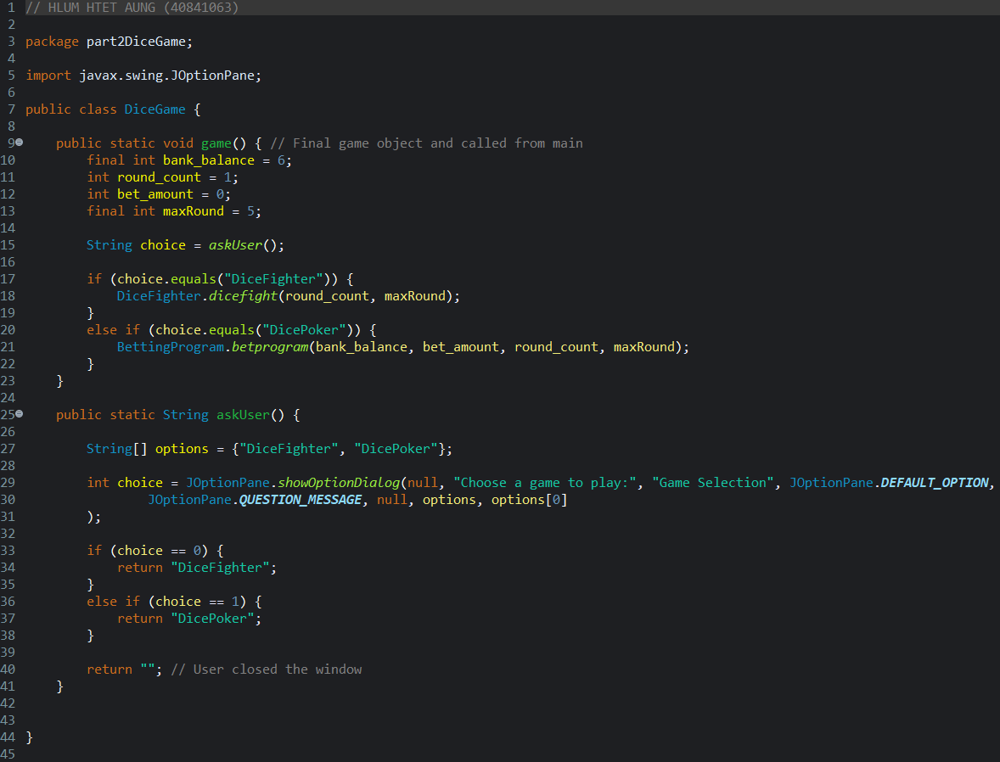 1 // HLUM HTET AUNG (40841063)
2
3 package part2DiceGame;
4
5 import javax.swing.JOptionPane;
6
7 public class DiceGame {
8
9 public static void game() { // Final game object and called from main
10 final int bank_balance = 6;
11 int round_count = 1;
12 int bet_amount = 0;
13 final int maxRound = 5;
14
15 String choice = askUser();
16
17 if (choice.equals("DiceFighter")) {
18 DiceFighter.dicefight(round_count, maxRound);
19 }
20 else if (choice.equals("DicePoker")) {
21 BettingProgram.betprogram(bank_balance, bet_amount, round_count, maxRound);
22 }
23 }
24
25 public static String askUser() {
26
27 String[] options = {"DiceFighter", "DicePoker"};
28
29 int choice = JOptionPane.showOptionDialog(null, "Choose a game to play:", "Game Selection", JOptionPane.DEFAULT_OPTION,
30 JOptionPane.QUESTION_MESSAGE, null, options, options[0]
31 );
32
33 if (choice == 0) {
34 return "DiceFighter";
35 }
36 else if (choice == 1) {
37 return "DicePoker";
38 }
39
40 return ""; // User closed the window
41 }
42
43
44 }
45